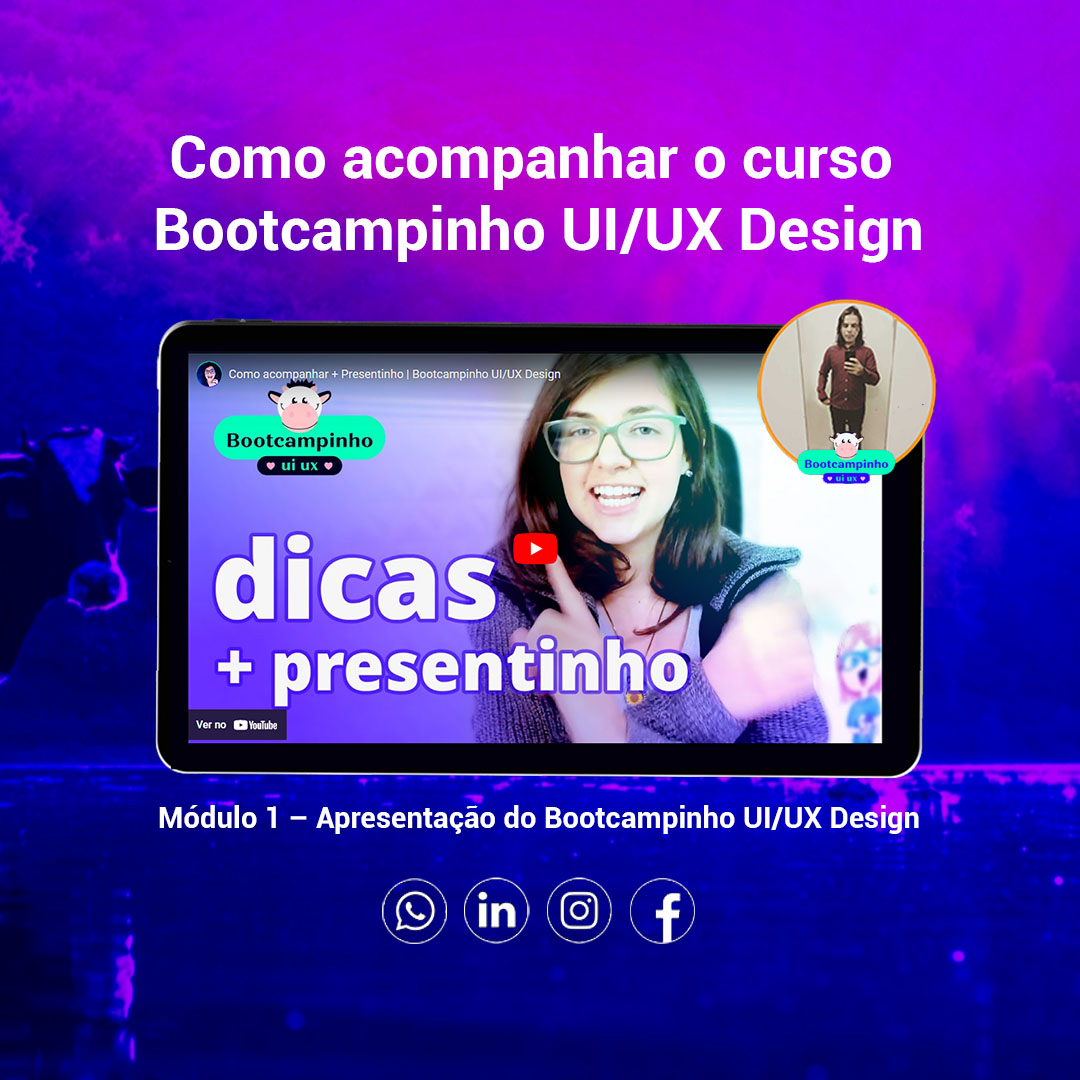 Como acompanhar o curso
Bootcampinho UI/UX Design
Como acompanhar + Presentinho | Bootcampinho UI/UX Design
Bootcampinho
ui ux
Bootcampinho
ui ux
dicas
+ presentinho
Ver no YouTube
Módulo 1 – Apresentação do Bootcampinho UI/UX Design
in